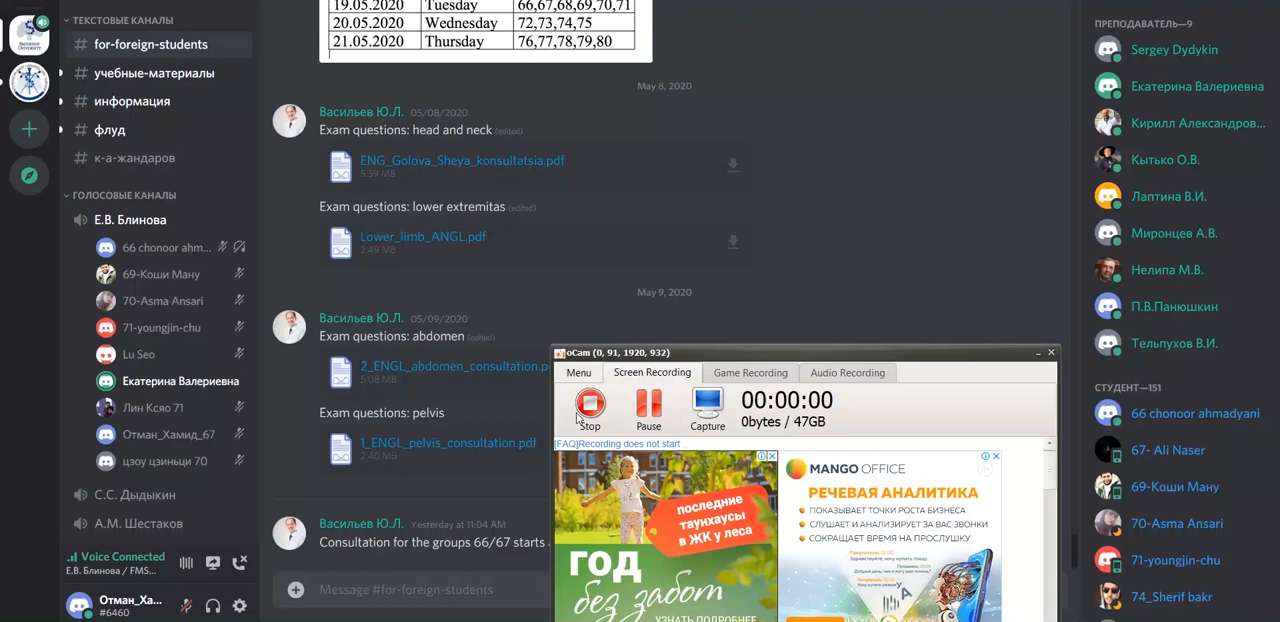 ТЕКСТОВЫЕ КАНАЛЫ
# for-foreign-students
# учебные-материалы
# информация
# флуд
# к-а-жандаров
ГОЛОСОВЫЕ КАНАЛЫ
Е.В. Блинова
66 chonoor ahm...
69-Коши Ману
70-Asma Ansari
71-youngjin-chu
Lu Seo
Екатерина Валериевна
Лин Ксяо 71
Отман_Хамид_67
цзоу цзиньци 70
С.С. Дыдыкин
А.М. Шестаков
Voice Connected
Е.В. Блинова / FMS...
Отман_Ха...
#6460
19.05.2020 Tuesday 66,67,68,69,70,71
20.05.2020 Wednesday 72,73,74,75
21.05.2020 Thursday 76,77,78,79,80
May 8, 2020
Васильев Ю.Л. 05/08/2020
Exam questions: head and neck (edited)
ENG_Golova_Sheya_konsultatsia.pdf
5.39 MB
Exam questions: lower extremitas (edited)
Lower_limb_ANGL.pdf
2.49 MB
May 9, 2020
Васильев Ю.Л. 05/09/2020
Exam questions: abdomen (edited)
2_ENGL_abdomen_consultation.p
5.08 MB
Exam questions: pelvis
1_ENGL_pelvis_consultation.pdf
2.40 MB
Васильев Ю.Л. Yesterday at 11:04 AM
Consultation for the groups 66/67 starts
Message #for-foreign-students
oCam (0, 91, 1920, 932)
Menu Screen Recording Game Recording Audio Recording
Stop Pause Capture
00:00:00
0bytes / 47GB
[FAQ]Recording does not start...
последние
таунхаусы
в ЖК у леса
ГОД
без забот
УЗНАТЬ ПОДРОБНЕЕ
MANGO OFFICE
0+
РЕЧЕВАЯ АНАЛИТИКА
ПОКАЗЫВАЕТ ТОЧКИ РОСТА БИЗНЕСА
СЛУШАЕТ И АНАЛИЗИРУЕТ ЗА ВАС ЗВОНКИ
СОКРАЩАЕТ ВРЕМЯ НА ПРОСЛУШКУ
ПРЕПОДАВАТЕЛЬ—9
Sergey Dydykin
Екатерина Валериевна
Кирилл Александров...
Кытько О.В.
Лаптина В.И.
Миронцев А.В.
Нелипа М.В.
П.В.Панюшкин
Тельпухов В.И.
СТУДЕНТ—151
66 chonoor ahmadyani
67- Ali Naser
69-Коши Ману
70-Asma Ansari
71-youngjin-chu
74_Sherif bakr